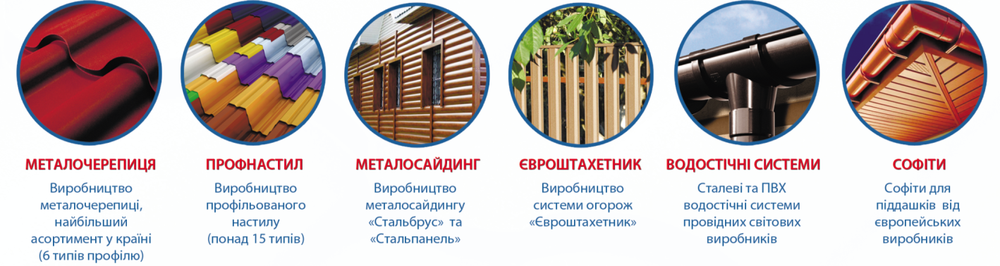 МЕТАЛОЧЕРЕПИЦЯ
Виробництво
металочерепиці,
найбільший
асортимент у країні
(6 типів профілю)
ПРОФНАСТИЛ
Виробництво
профільованого
настилу
(понад 15 типів)
МЕТАЛОСАЙДИНГ
Виробництво
металосайдингу
«Стальбрус» та
«Стальпанель»
ЄВРОШТАХЕТНИК
Виробництво
системи огорож
«Євроштахетник»
ВОДОСТІЧНІ СИСТЕМИ
Сталеві та ПВХ
водостічні системи
провідних світових
виробників
СОФІТИ
Софіти для
піддашків від
європейських
виробників